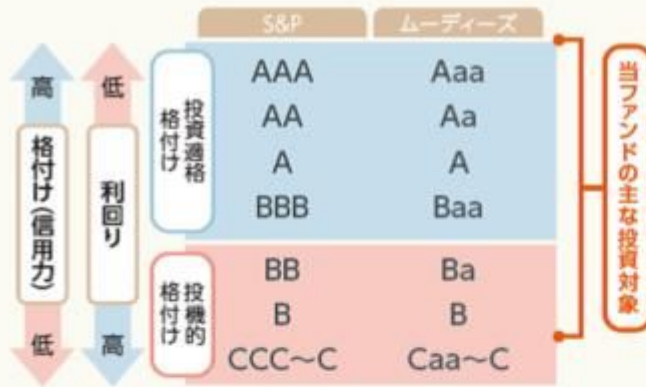 S&P ムーディーズ
高 低
格付け(信用力)
利回り
低 高
投資適格
格付け
AAA Aaa
AA Aa
A A
BBB Baa
投機的
格付け
BB Ba
B B
CCC～C Caa～C
当ファンドの主な投資対象